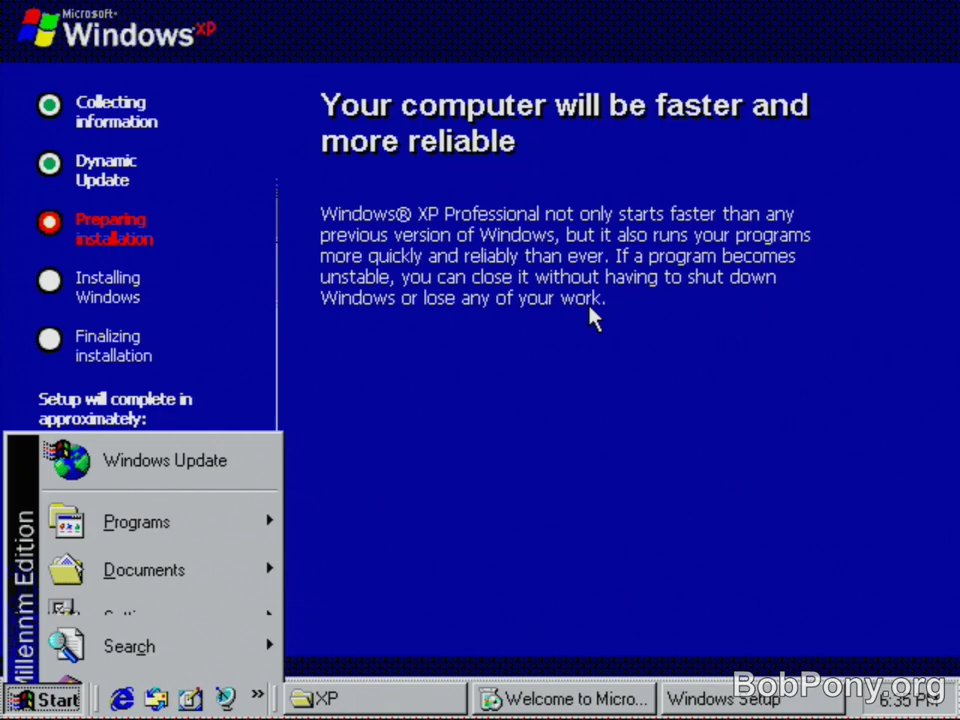 Microsoft
Windows XP
Collecting
information
Dynamic
Update
Preparing
installation
Installing
Windows
Finalizing
installation
Setup will complete in
approximately:
Your computer will be faster and
more reliable
Windows® XP Professional not only starts faster than any
previous version of Windows, but it also runs your programs
more quickly and reliably than ever. If a program becomes
unstable, you can close it without having to shut down
Windows or lose any of your work.
Millennim Edition
Windows Update
Programs
Documents
Search
Start
»
XP
Welcome to Micro...
Windows Setup
6:35 PM
BobPony.org